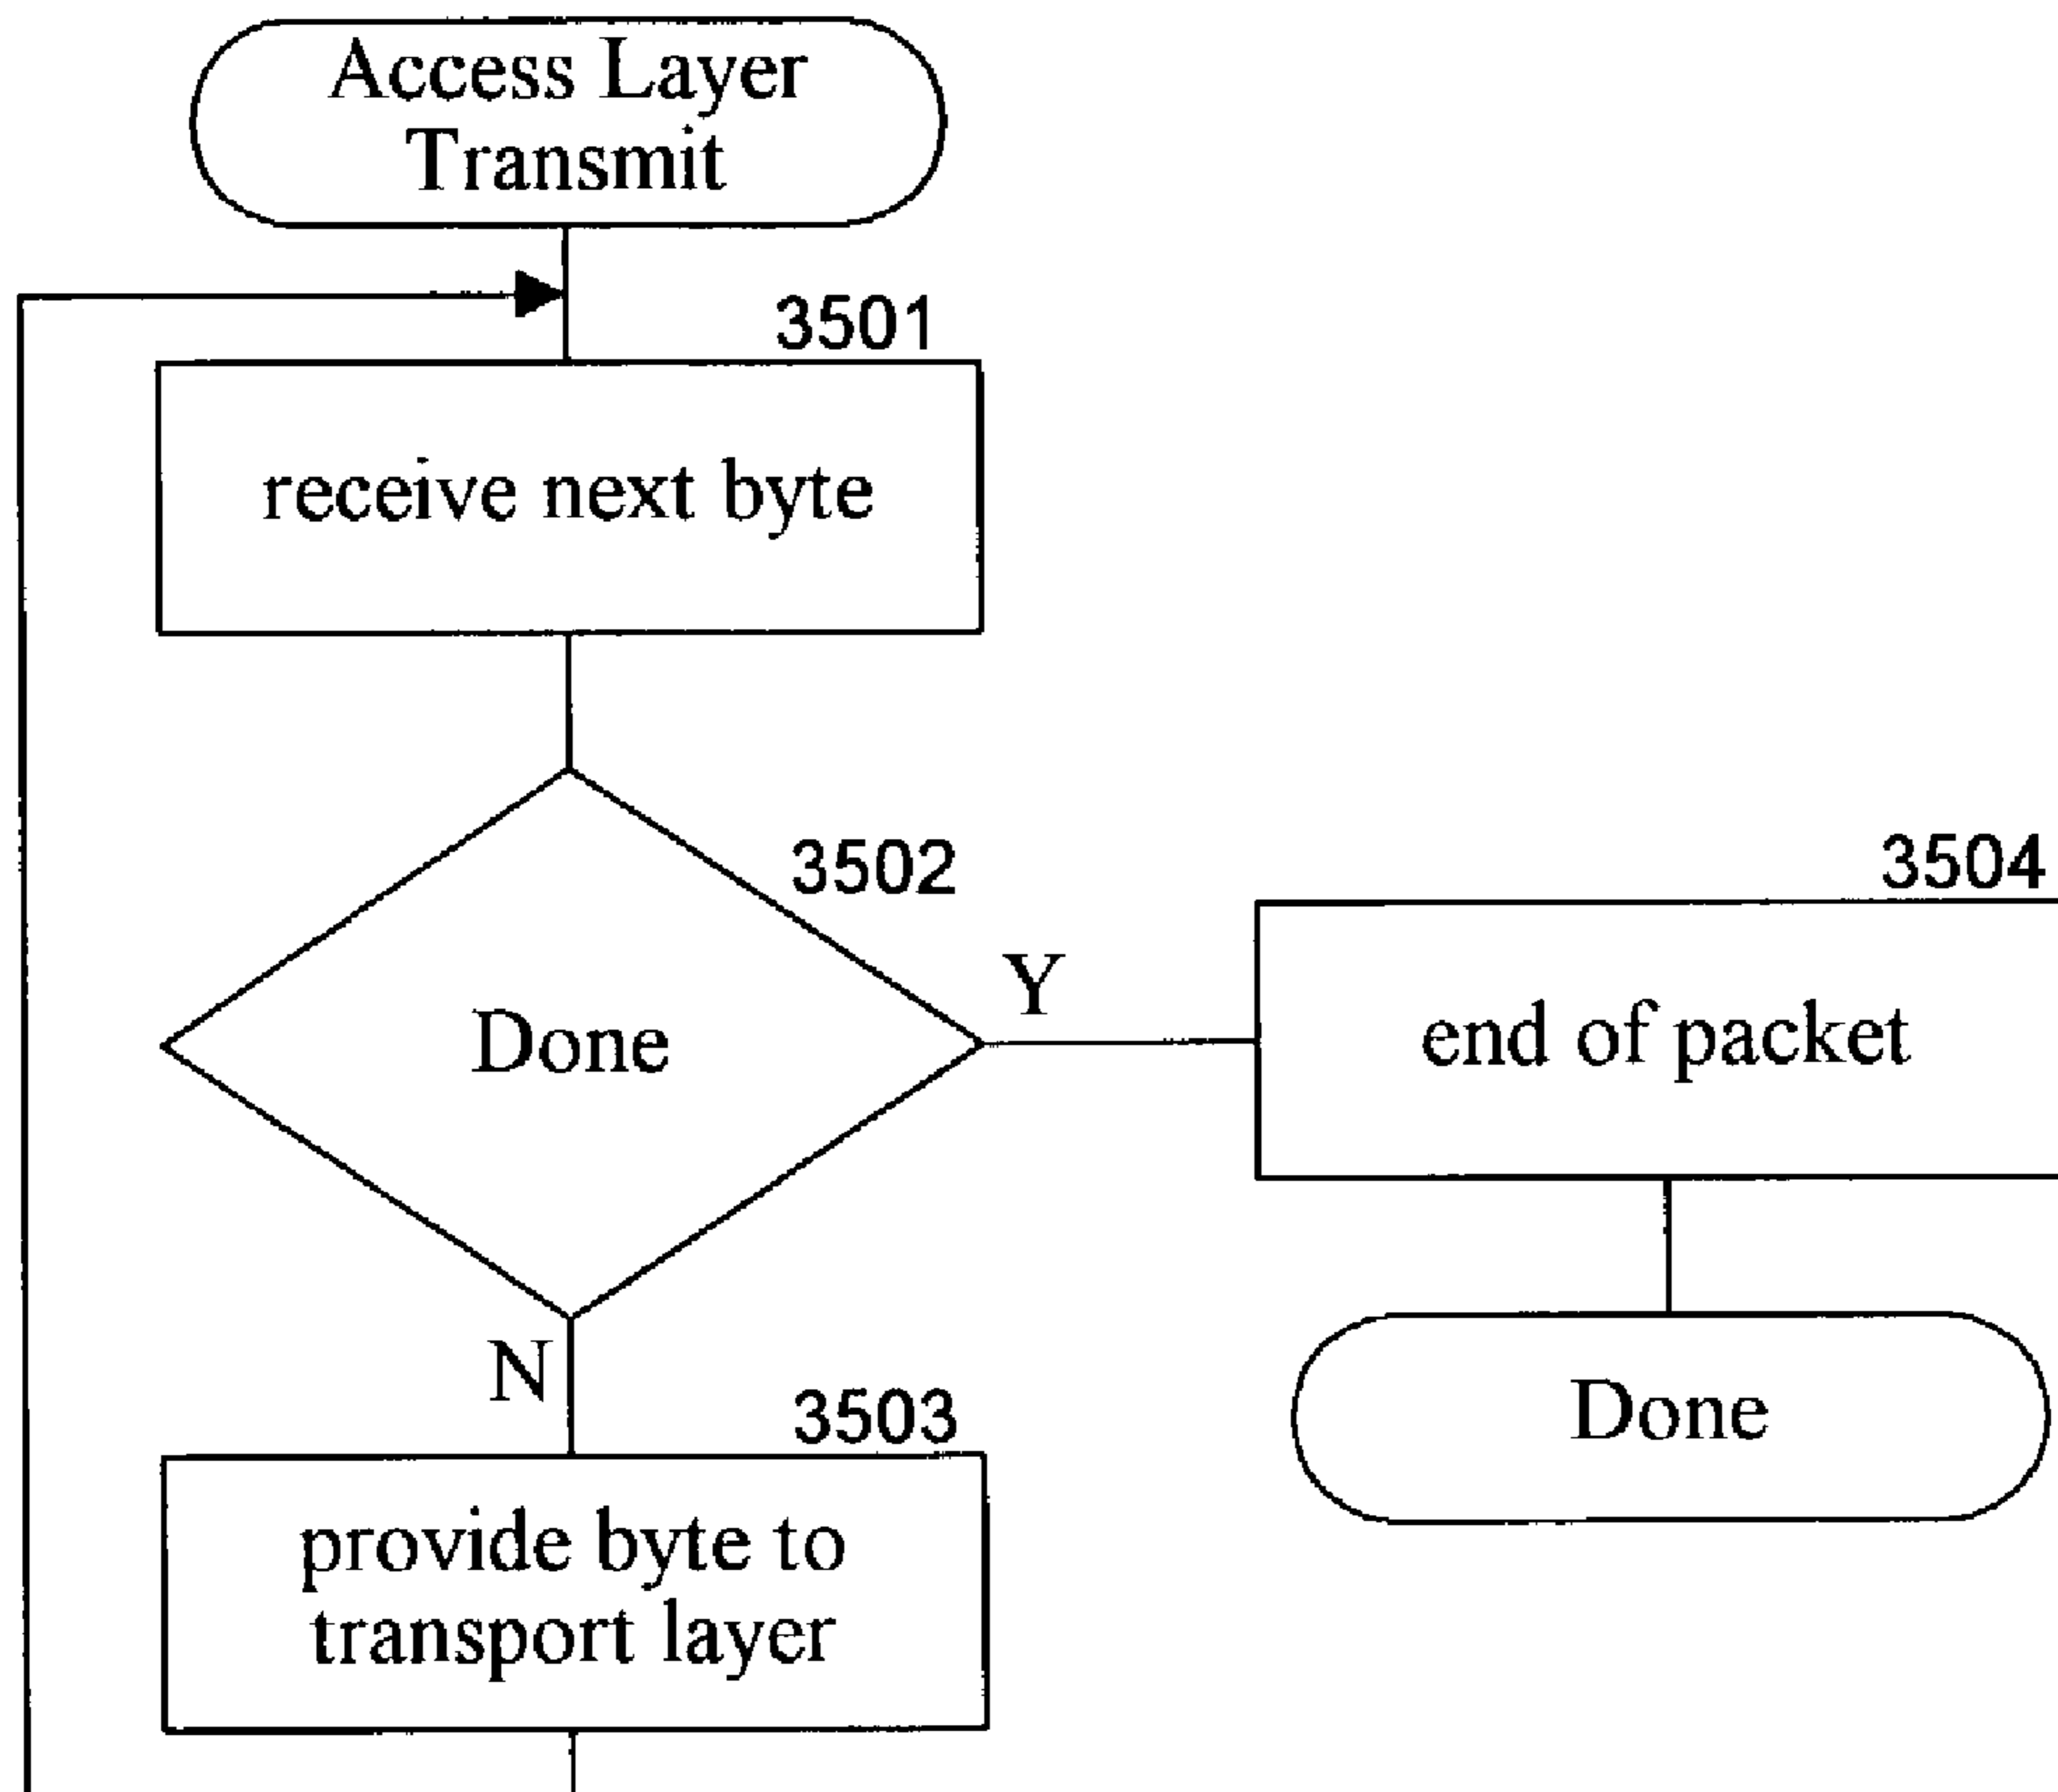 Access Layer
Transmit
3501
receive next byte
3502
Done
Y
3504
end of packet
Done
N
3503
provide byte to
transport layer